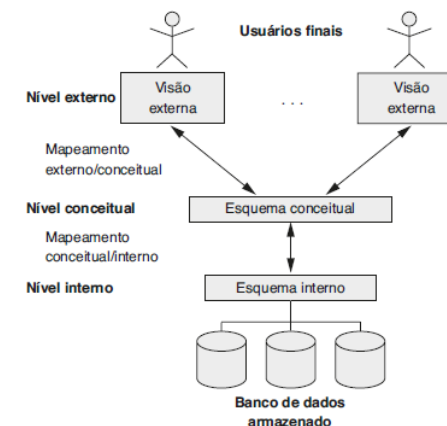 Usuários finais
Nível externo
Visão
externa
. . .
Visão
externa
Mapeamento
externo/conceitual
Nível conceitual
Esquema conceitual
Mapeamento
conceitual/interno
Nível interno
Esquema interno
Banco de dados
armazenado